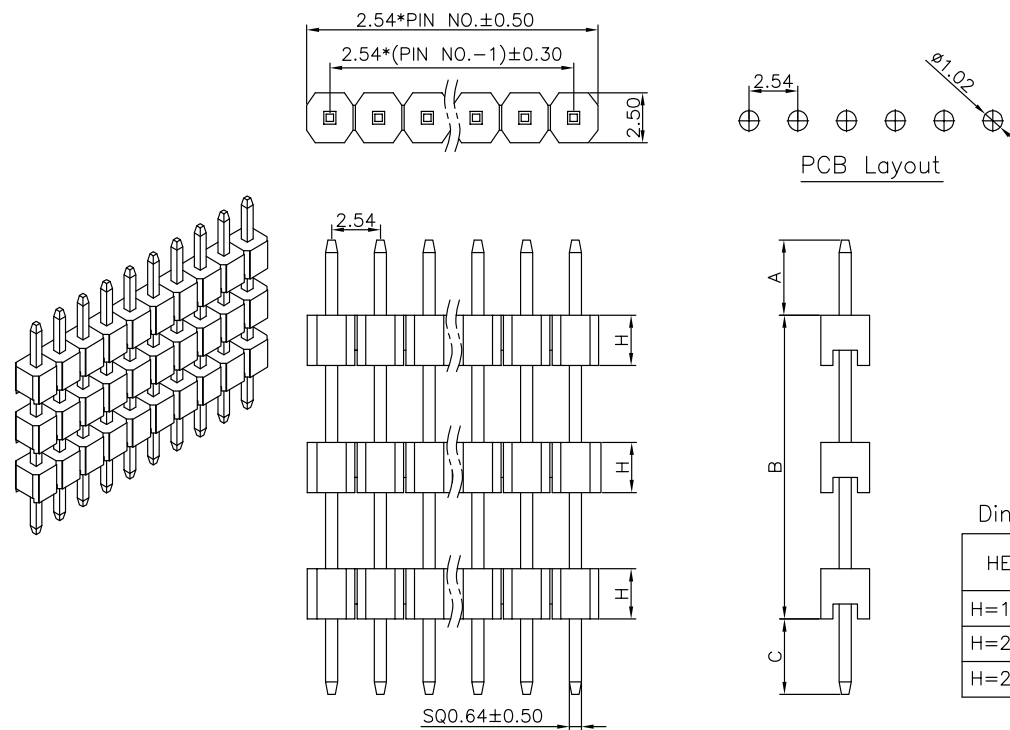 2.54*PIN NO.±0.50
2.54*(PIN NO.-1)±0.30
2.50
2.54
ø1.02
PCB Layout
2.54
A
H
H
B
H
C
SQ0.64±0.50
Din
HE
H=1
H=2
H=2